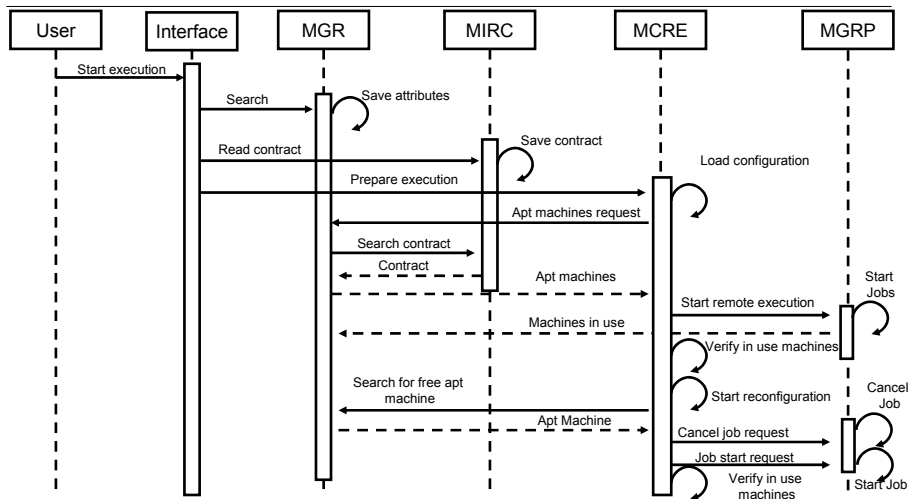 User
Interface
MGR
MIRC
MCRE
MGRP
Start execution
Search
Save attributes
Read contract
Save contract
Load configuration
Prepare execution
Apt machines request
Search contract
Contract
Apt machines
Start
Jobs
Start remote execution
Machines in use
Verify in use machines
Search for free apt
machine
Start reconfiguration
Cancel
Job
Apt Machine
Cancel job request
Job start request
Verify in use
machines
Start Job